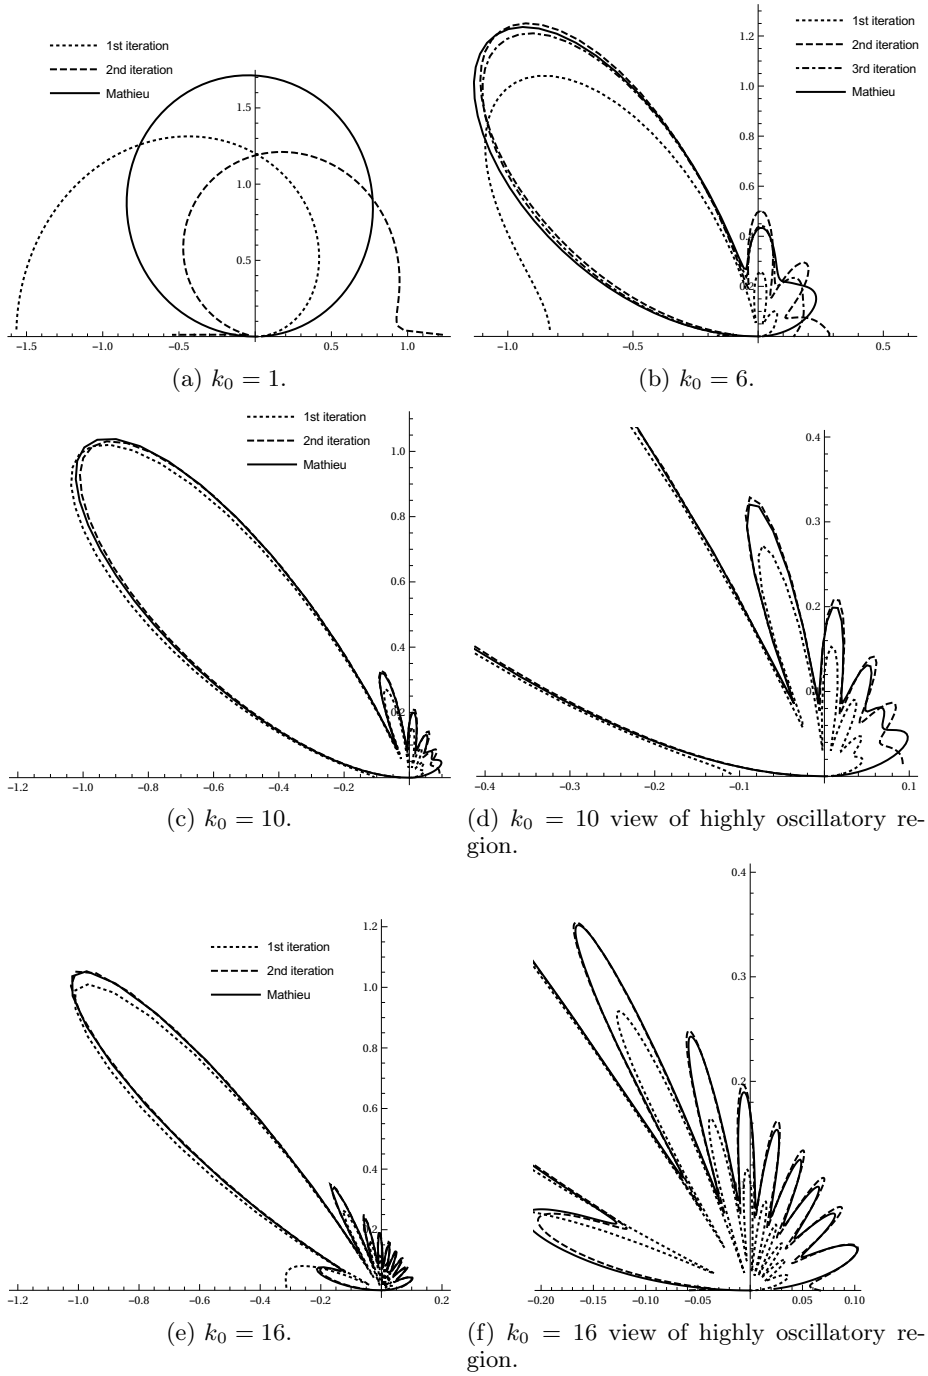 1st iteration
2nd iteration
Mathieu
1.5
1.0
0.5
−1.5
−1.0
−0.5
0.5
1.0
(a) k0 = 1.
1st iteration
2nd iteration
3rd iteration
Mathieu
1.2
1.0
0.8
0.6
0.4
0.2
−1.0
−0.5
0.5
(b) k0 = 6.
1st iteration
2nd iteration
Mathieu
1.0
0.8
0.6
0.4
0.2
−1.2
−1.0
−0.8
−0.6
−0.4
−0.2
(c) k0 = 10.
0.4
0.3
0.2
0.1
−0.4
−0.3
−0.2
−0.1
0.1
(d) k0 = 10 view of highly oscillatory re-
gion.
1st iteration
2nd iteration
Mathieu
1.2
1.0
0.8
0.6
0.4
0.2
−1.2
−1.0
−0.8
−0.6
−0.4
−0.2
0.2
(e) k0 = 16.
0.4
0.3
0.2
−0.20
−0.15
−0.10
−0.05
0.05
0.10
(f) k0 = 16 view of highly oscillatory re-
gion.